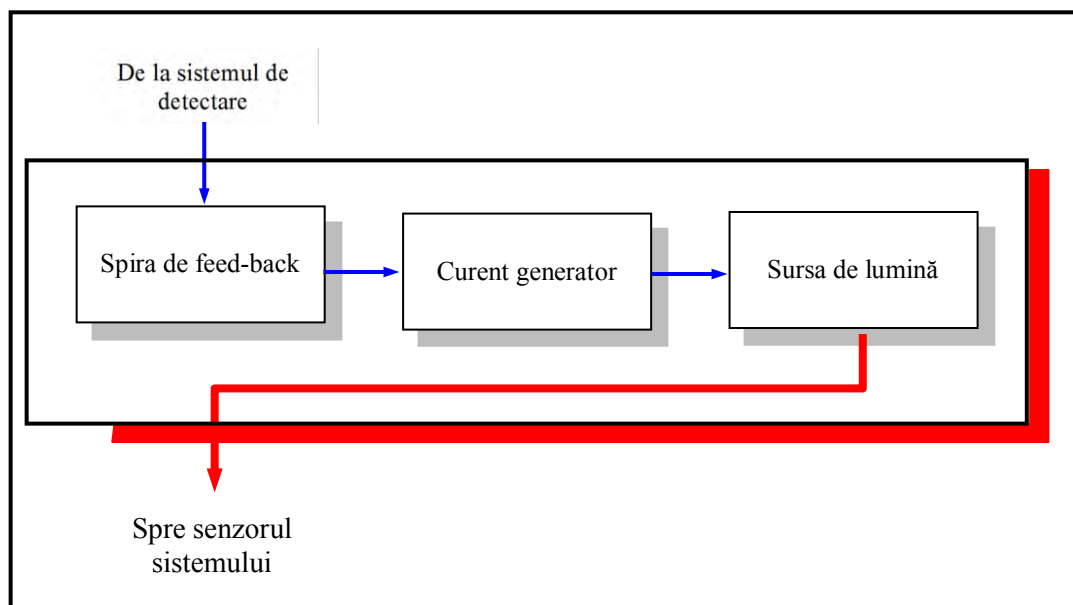 De la sistemul de
detectare
Spira de feed-back
Curent generator
Sursa de lumină
Spre senzorul
sistemului